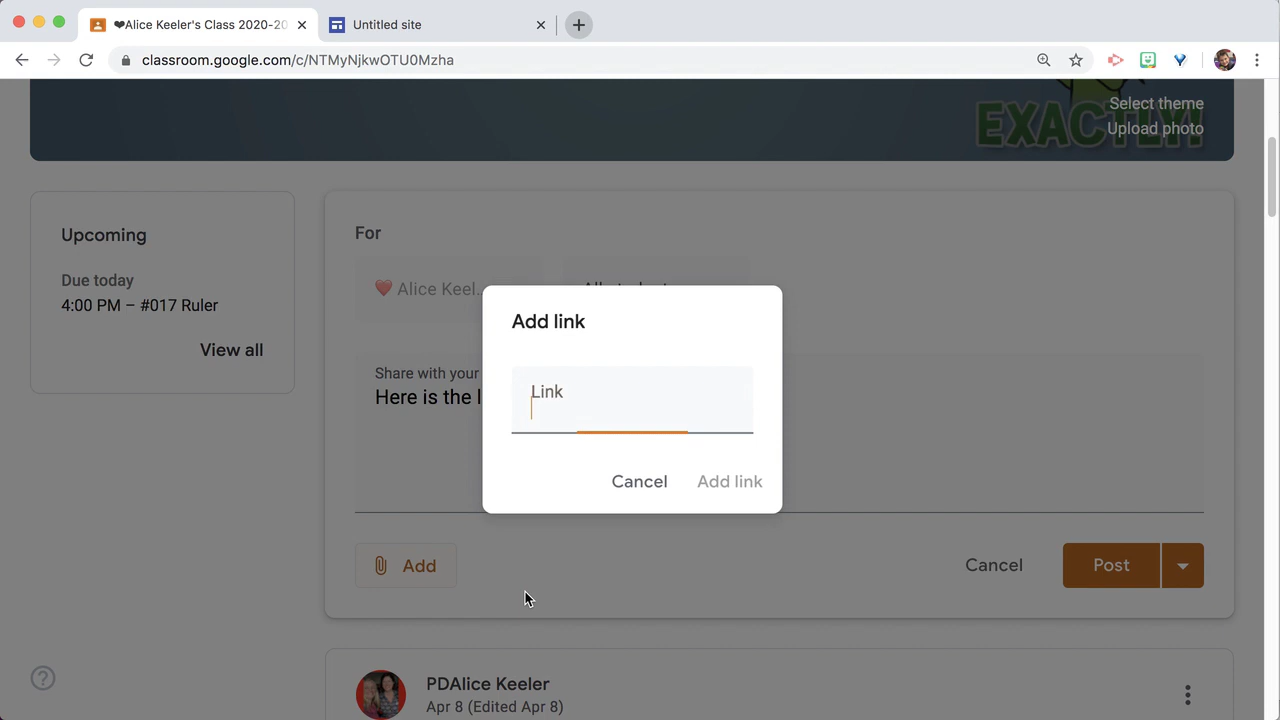 ❤Alice Keeler's Class 2020-20
Untitled site
classroom.google.com/c/NTMyNjkwOTU0Mzha
EXACTLY!
Select theme
Upload photo
Upcoming
Due today
4:00 PM – #017 Ruler
View all
For
❤️ Alice Keel...
Share with your
Here is the l
Add link
Link
Cancel
Add link
Add
Cancel
Post
PDAlice Keeler
Apr 8 (Edited Apr 8)